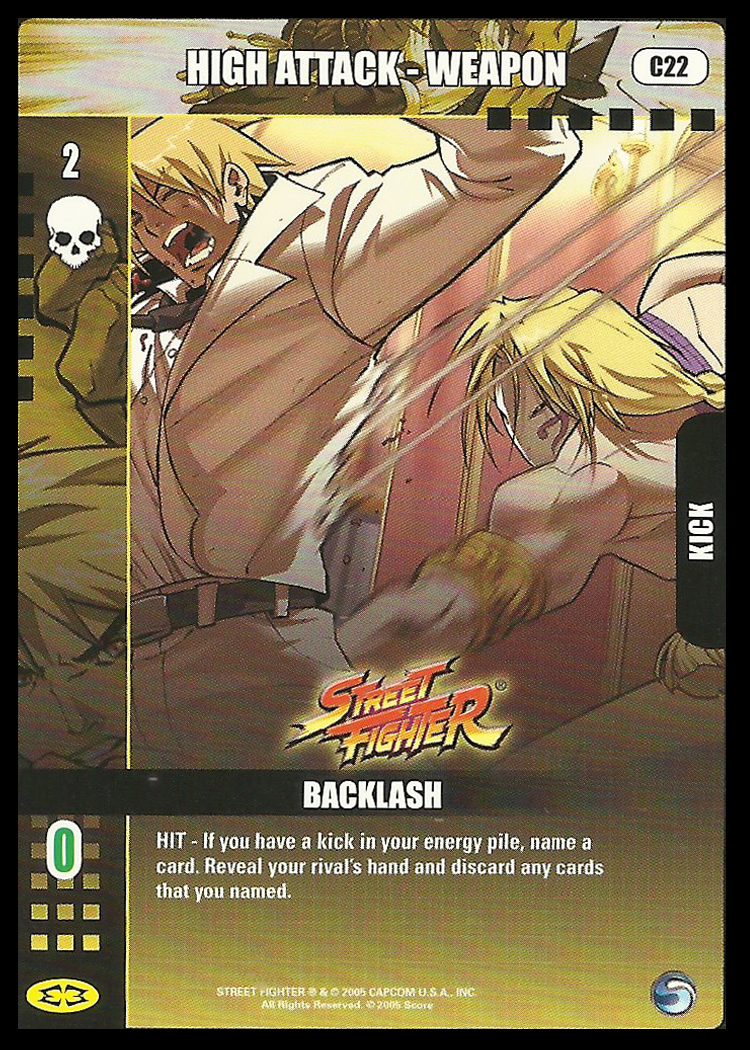 HIGH ATTACK - WEAPON
C22
2
KICK
STREET
FIGHTER®
BACKLASH
0
HIT - If you have a kick in your energy pile, name a
card. Reveal your rival's hand and discard any cards
that you named.
STREET FIGHTER ® & © 2005 CAPCOM U.S.A., INC.
All Rights Reserved. © 2005 Score